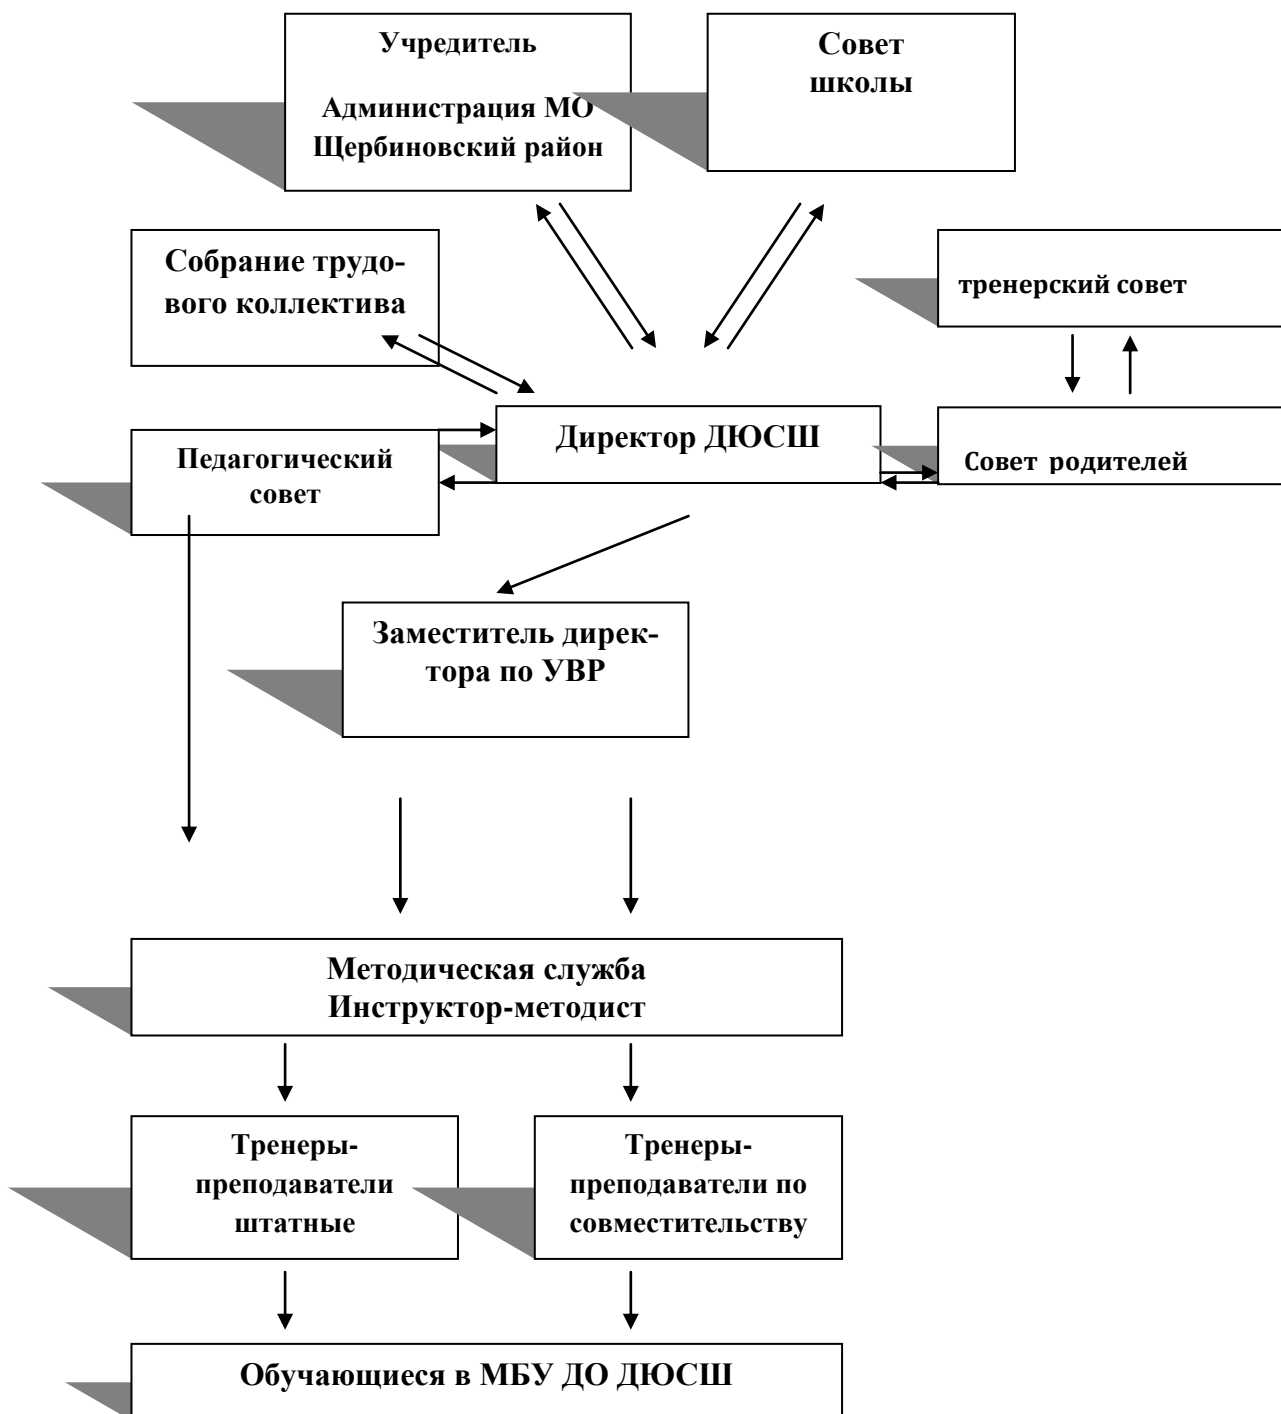 Учредитель
Администрация МО
Щербиновский район
Совет
школы
Собрание трудо-
вого коллектива
тренерский совет
Директор ДЮСШ
Педагогический
совет
Совет родителей
Заместитель дирек-
тора по УВР
Методическая служба
Инструктор-методист
Тренеры-
преподаватели
штатные
Тренеры-
преподаватели по
совместительству
Обучающиеся в МБУ ДО ДЮСШ